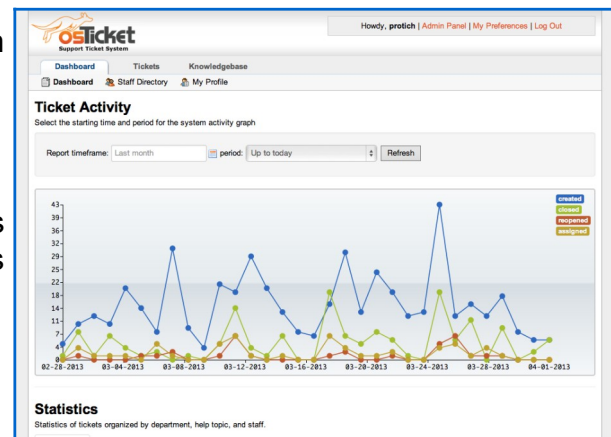 osTicket
Support Ticket System
Howdy, protich | Admin Panel | My Preferences | Log Out
Dashboard Tickets Knowledgebase
Dashboard Staff Directory My Profile
Ticket Activity
Select the starting time and period for the system activity graph
Report timeframe: Last month period: Up to today Refresh
created
closed
reopened
assigned
43
39
36
32
29
25
22
18
14
11
7
4
0
02-28-2013 03-04-2013 03-08-2013 03-12-2013 03-16-2013 03-20-2013 03-24-2013 03-28-2013 04-01-2013
Statistics
Statistics of tickets organized by department, help topic, and staff.